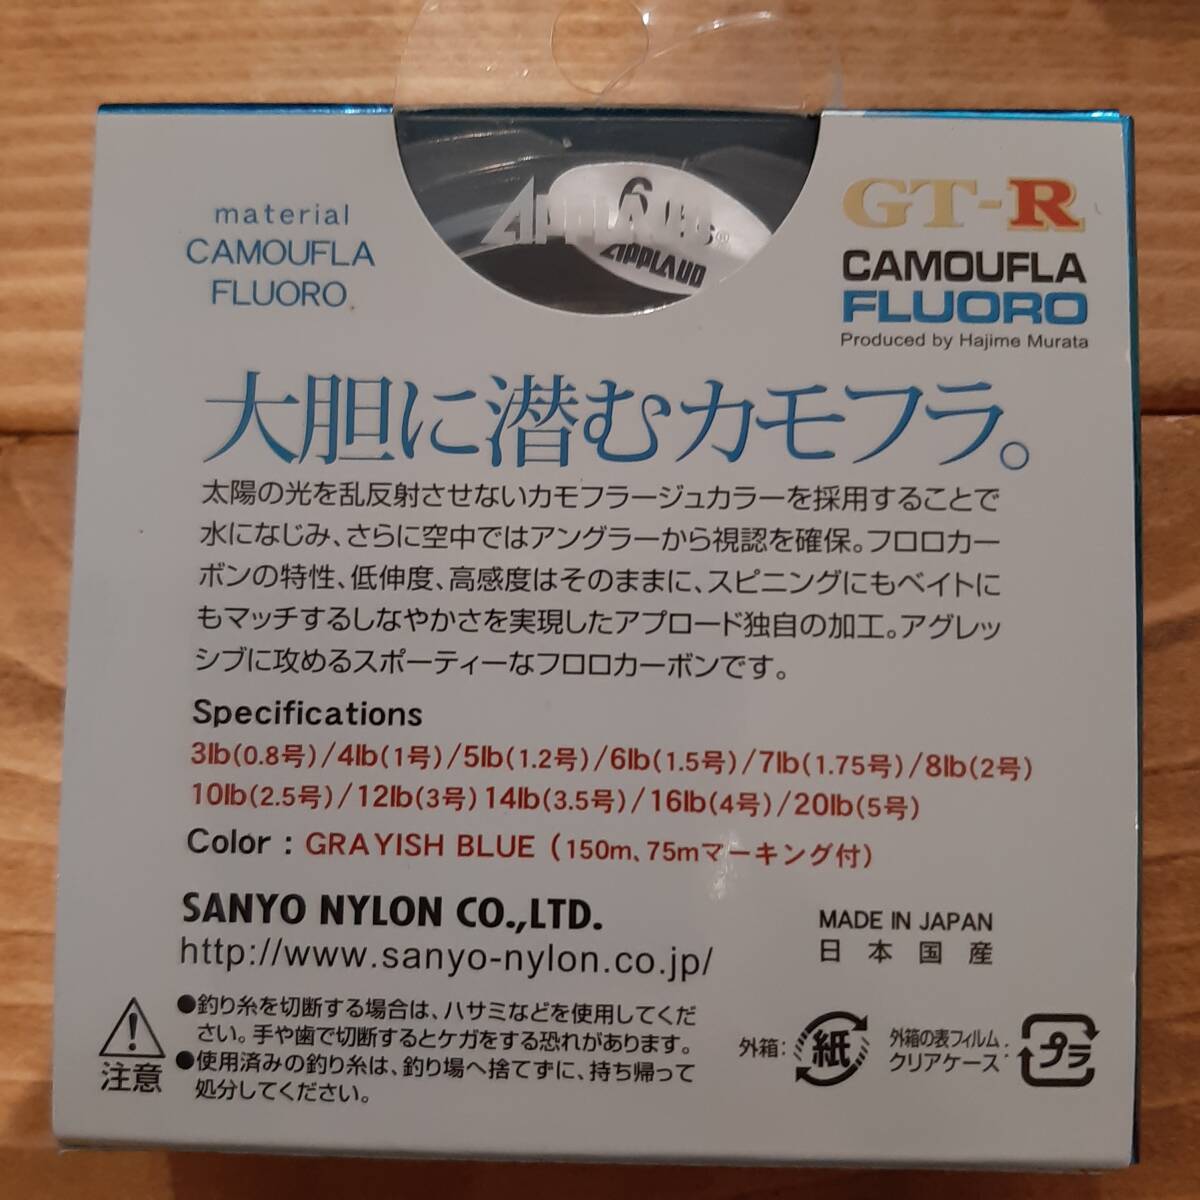 material
CAMOUFLA
FLUORO
APPLAUD
6
APPLAUD
GT-R
CAMOUFLA
FLUORO
Produced by Hajime Murata
大胆に潜むカモフラ。
太陽の光を乱反射させないカモフラージュカラーを採用することで
水になじみ、さらに空中ではアングラーから視認を確保。フロロカー
ボンの特性、低伸度、高感度はそのままに、スピニングにもベイトに
もマッチするしなやかさを実現したアプロード独自の加工。アグレッ
シブに攻めるスポーティーなフロロカーボンです。
Specifications
3lb(0.8号)/4lb(1号)/5lb(1.2号)/6lb(1.5号)/7lb(1.75号)/8lb(2号)
10lb(2.5号)/12lb(3号)14lb(3.5号)/16lb(4号)/20lb(5号)
Color : GRAYISH BLUE (150m、75mマーキング付)
SANYO NYLON CO.,LTD.
http://www.sanyo-nylon.co.jp/
MADE IN JAPAN
日本国産
注意
●釣り糸を切断する場合は、ハサミなどを使用してくだ
さい。手や歯で切断するとケガをする恐れがあります。
●使用済みの釣り糸は、釣り場へ捨てずに、持ち帰って
処分してください。
外箱: 紙
外箱の表フィルム
クリアケース: プラ